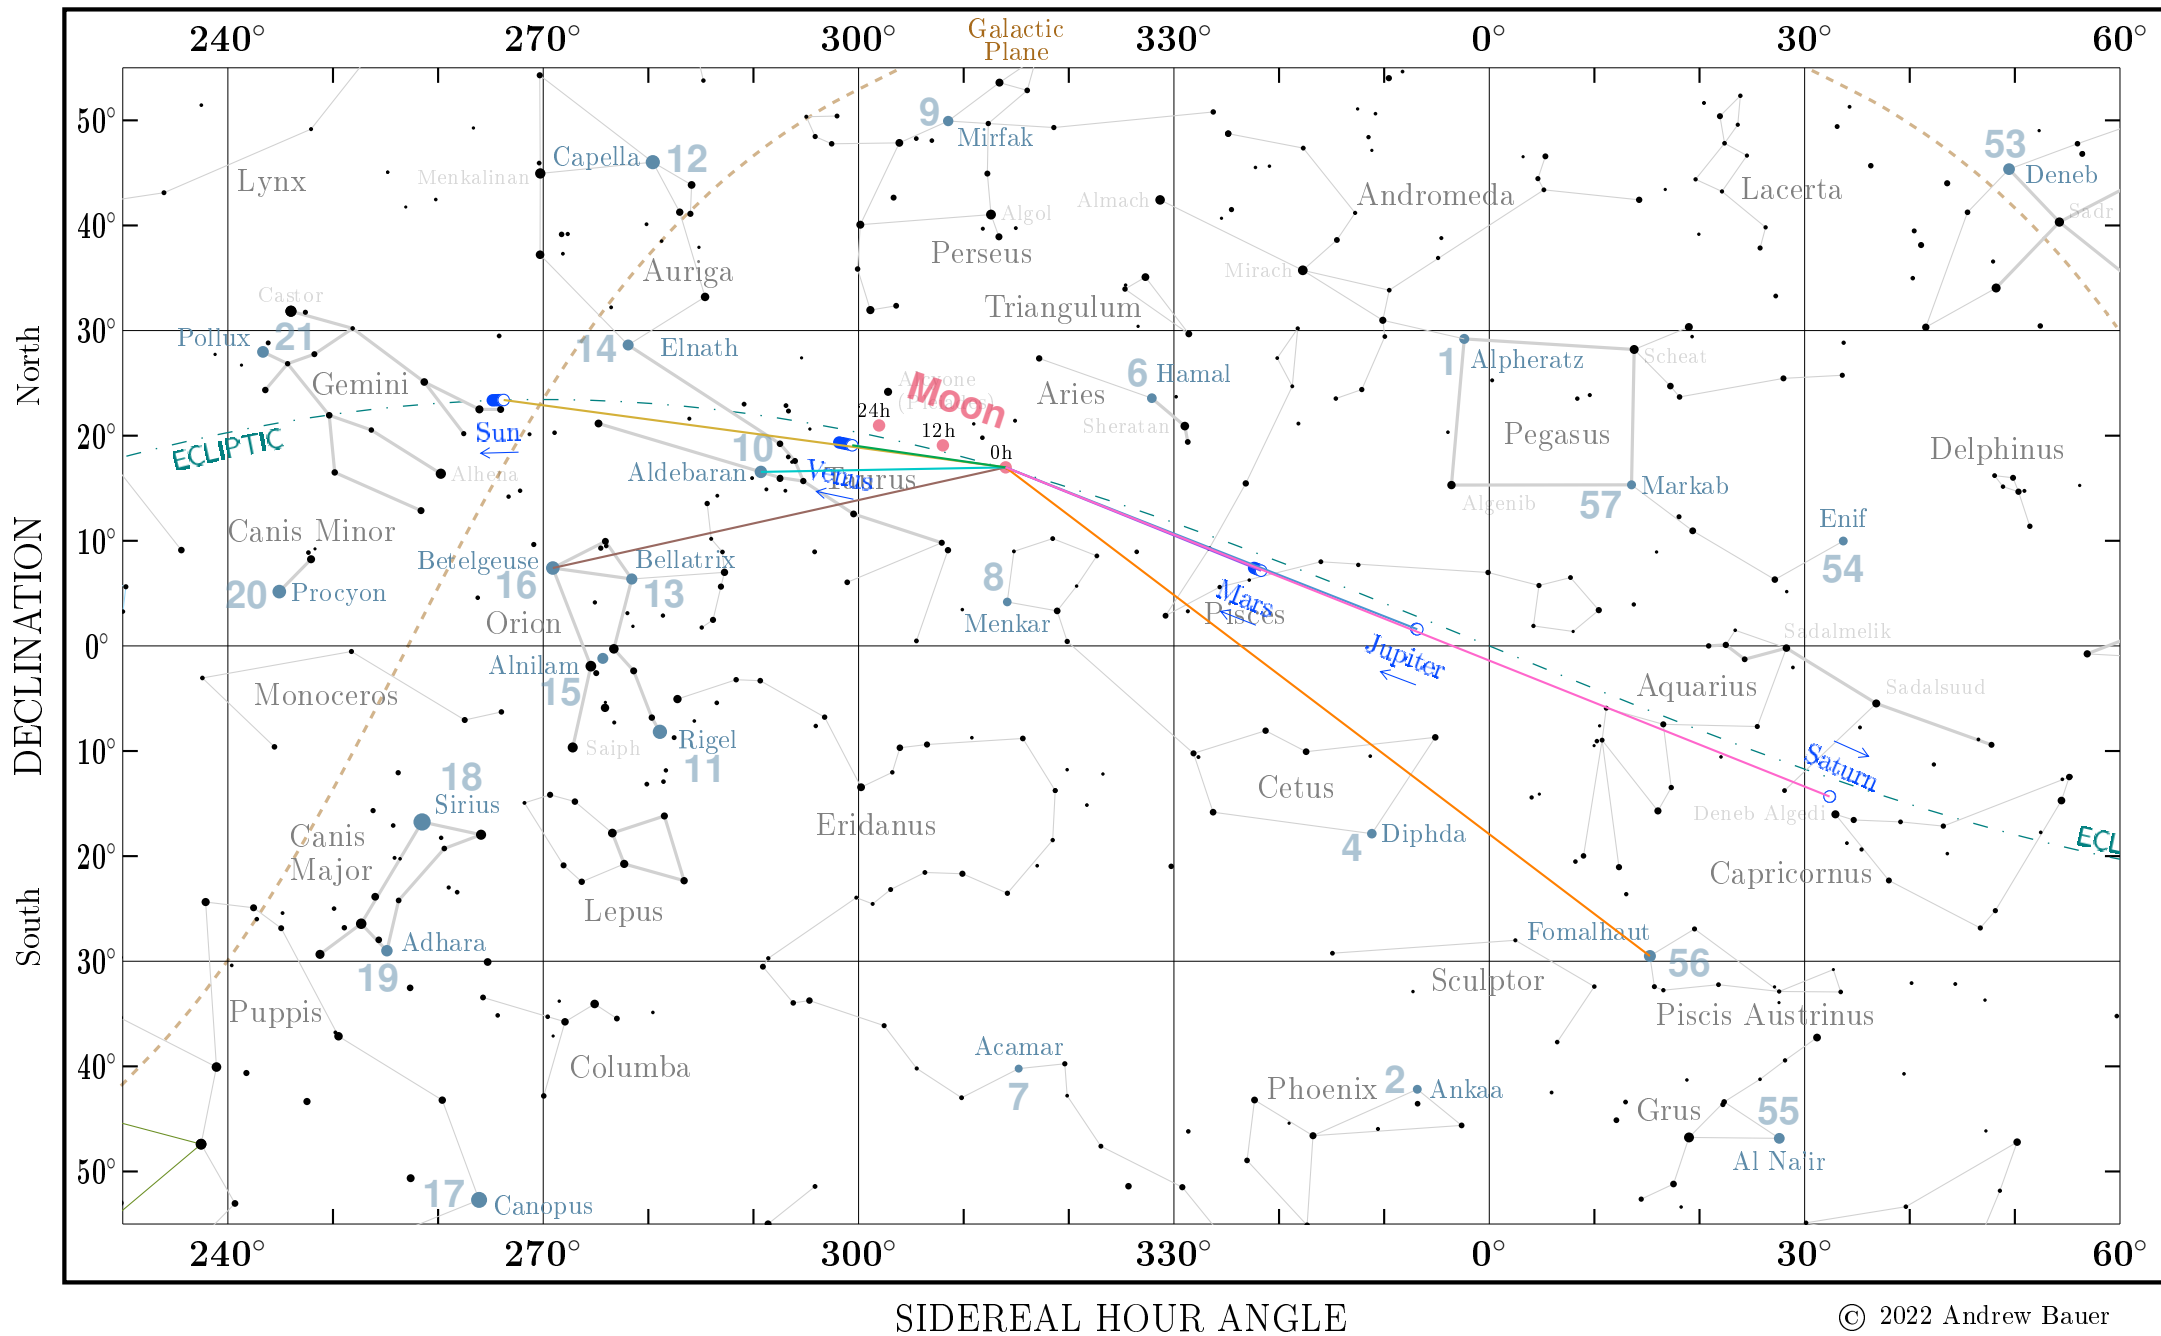 240° 270° 300° 330° 0° 30° 60°
Galactic
Plane
50°
40°
30°
20°
10°
0°
10°
20°
30°
40°
50°
North
DECLINATION
South
9
Mirfak
Capella
12
Menkalinan
Lynx
53
Deneb
Sadr
Andromeda
Lacerta
Almach
Algol
Perseus
Auriga
Mirach
Triangulum
Castor
Pollux
21
14
Elnath
Gemini
1
Alpheratz
Scheat
6
Hamal
Aries
Sheratan
Moon
24h
12h
0h
ECLIPTIC
Sun
10
Aldebaran
Venus
Taurus
Alhena
Pegasus
Delphinus
Algenib
57
Markab
Enif
54
Canis Minor
Betelgeuse
16
Bellatrix
13
20
Procyon
Orion
8
Menkar
Mars
Pisces
Jupiter
Sadalmelik
Alnilam
15
Monoceros
Aquarius
Sadalsuud
Saiph
Rigel
11
Saturn
18
Sirius
Cetus
Deneb Algedi
Eridanus
Canis
Major
4
Diphda
ECL
Capricornus
Lepus
Adhara
19
Fomalhaut
56
Sculptor
Puppis
Piscis Austrinus
Acamar
7
Columba
Phoenix
2
Ankaa
Grus
55
Al Na'ir
17
Canopus
240° 270° 300° 330° 0° 30° 60°
SIDEREAL HOUR ANGLE
© 2022 Andrew Bauer